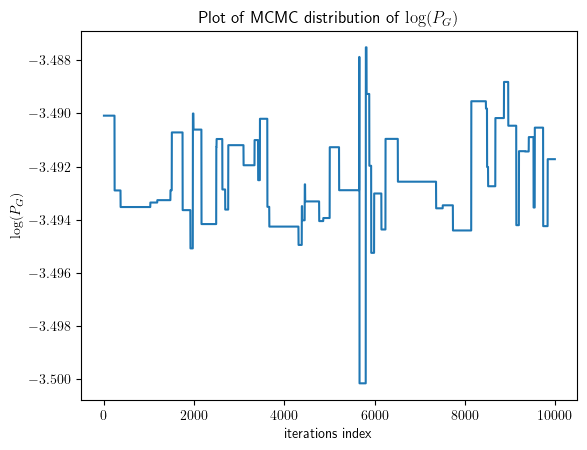 Plot of MCMC distribution of log(P_G)
−3.488
−3.490
−3.492
−3.494
−3.496
−3.498
−3.500
log(P_G)
0 2000 4000 6000 8000 10000
iterations index